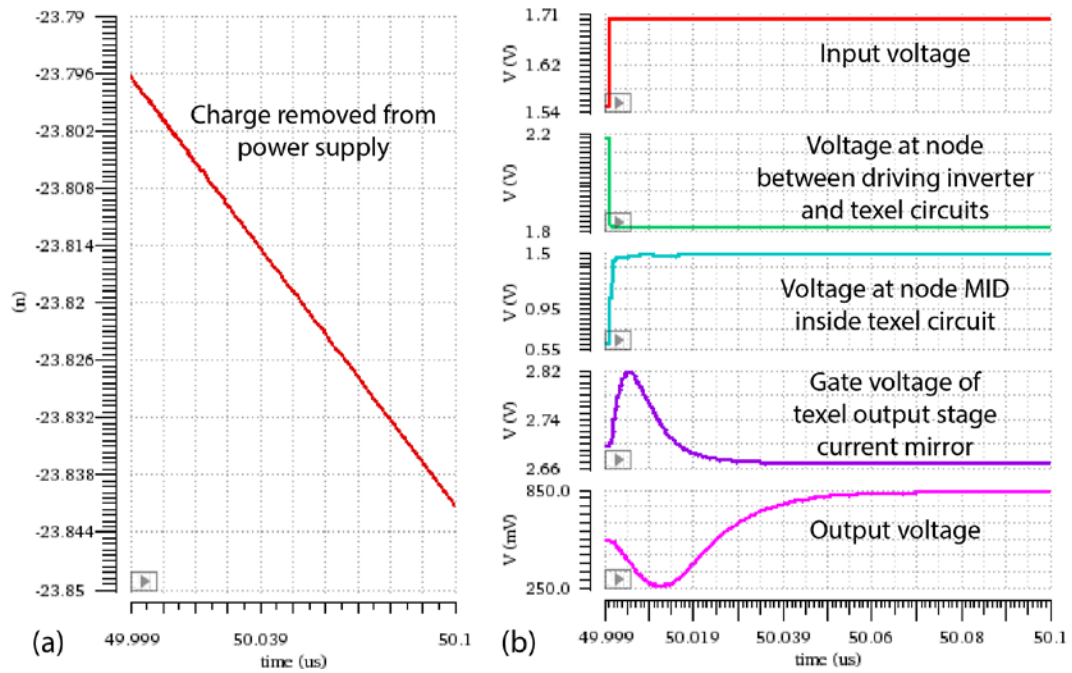 -23.79
-23.796
-23.802
-23.808
-23.814
-23.82
-23.826
-23.832
-23.838
-23.844
-23.85
(n)
Charge removed from
power supply
49.999
50.039
50.1
time (us)
(a)
1.71
1.62
1.54
V (V)
Input voltage
2.2
1.8
V (V)
Voltage at node
between driving inverter
and texel circuits
1.5
0.95
0.55
V (V)
Voltage at node MID
inside texel circuit
2.82
2.74
2.66
V (V)
Gate voltage of
texel output stage
current mirror
850.0
250.0
V (mV)
Output voltage
49.999
50.019
50.039
50.06
50.08
50.1
time (us)
(b)